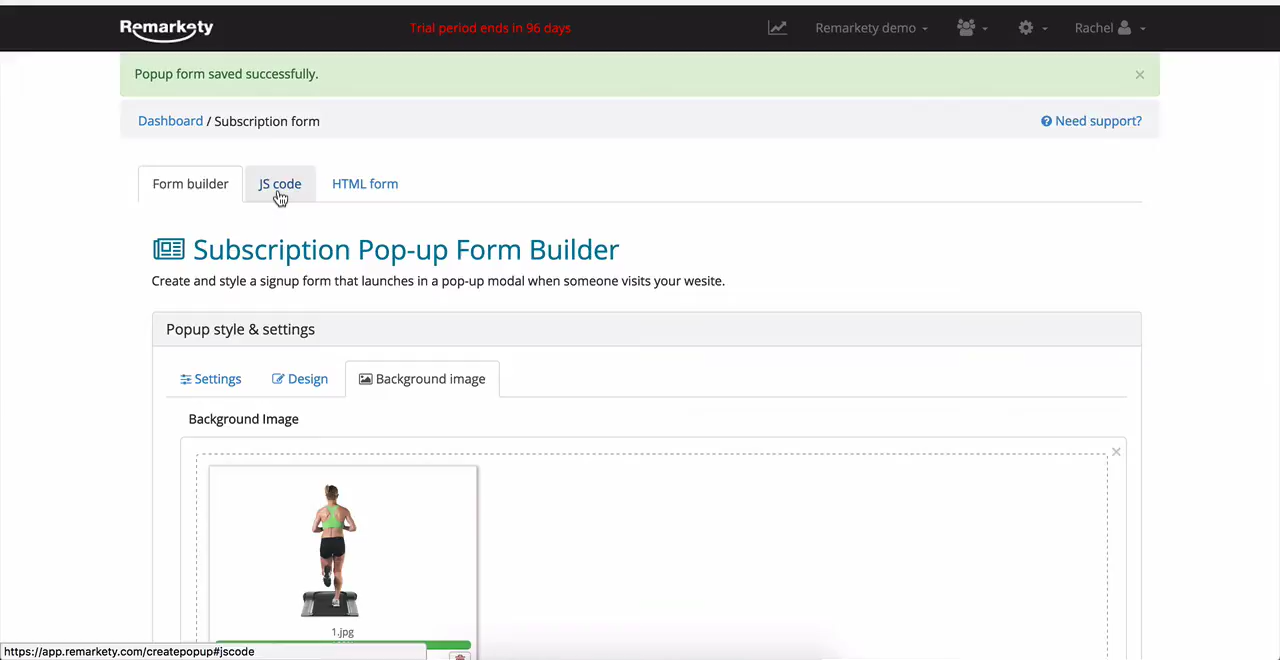 Remarkety
Trial period ends in 96 days
Remarkety demo
Rachel
Popup form saved successfully.
×
Dashboard / Subscription form
Need support?
Form builder
JS code
HTML form
Subscription Pop-up Form Builder
Create and style a signup form that launches in a pop-up modal when someone visits your wesite.
Popup style & settings
Settings
Design
Background image
Background Image
×
1.jpg
https://app.remarkety.com/createpopup#jscode